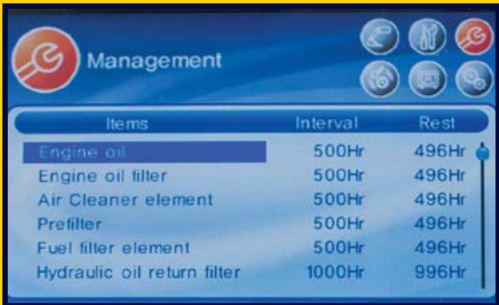 Management
Items Interval Rest
Engine oil 500Hr 496Hr
Engine oil filter 500Hr 496Hr
Air Cleaner element 500Hr 496Hr
Prefilter 500Hr 496Hr
Fuel filter element 500Hr 496Hr
Hydraulic oil return filter 1000Hr 996Hr